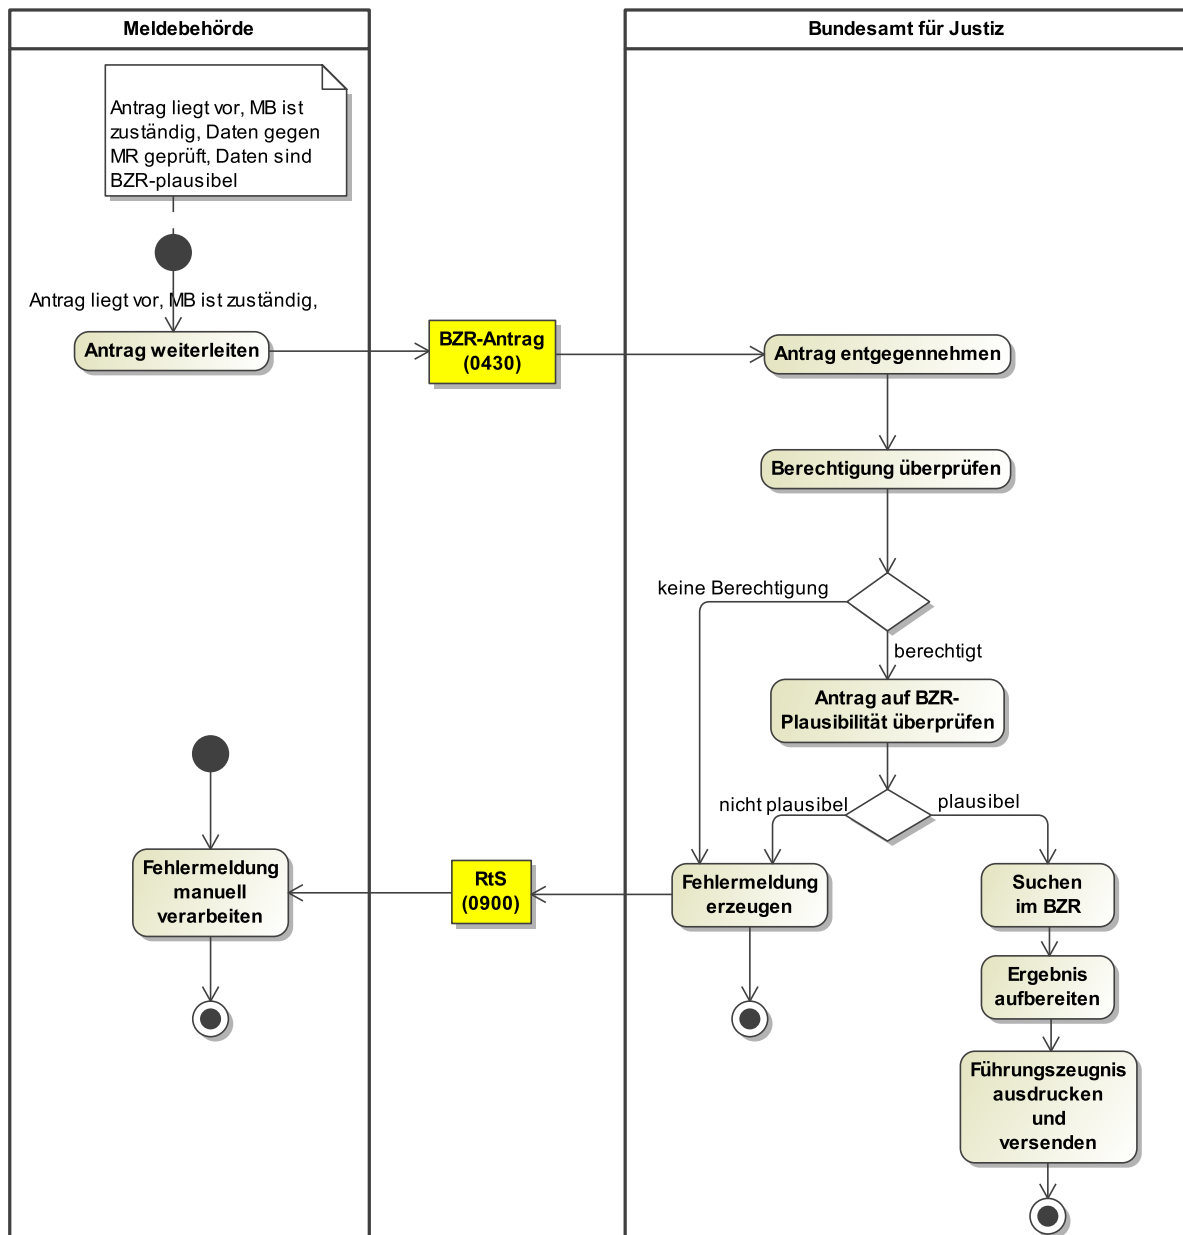 Meldebehörde
Bundesamt für Justiz
Antrag liegt vor, MB ist
zuständig, Daten gegen
MR geprüft, Daten sind
BZR-plausibel
Antrag liegt vor, MB ist zuständig,
Antrag weiterleiten
BZR-Antrag
(0430)
Antrag entgegennehmen
Berechtigung überprüfen
keine Berechtigung
berechtigt
Antrag auf BZR-
Plausibilität überprüfen
nicht plausibel
plausibel
Fehlermeldung
manuell
verarbeiten
RtS
(0900)
Fehlermeldung
erzeugen
Suchen
im BZR
Ergebnis
aufbereiten
Führungszeugnis
ausdrucken
und
versenden